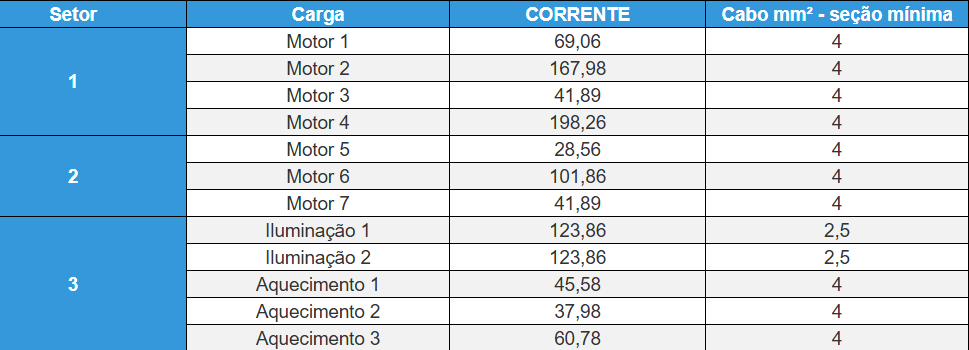 Setor Carga CORRENTE Cabo mm² - seção mínima
1 Motor 1 69,06 4
Motor 2 167,98 4
Motor 3 41,89 4
Motor 4 198,26 4
2 Motor 5 28,56 4
Motor 6 101,86 4
Motor 7 41,89 4
3 Iluminação 1 123,86 2,5
Iluminação 2 123,86 2,5
Aquecimento 1 45,58 4
Aquecimento 2 37,98 4
Aquecimento 3 60,78 4